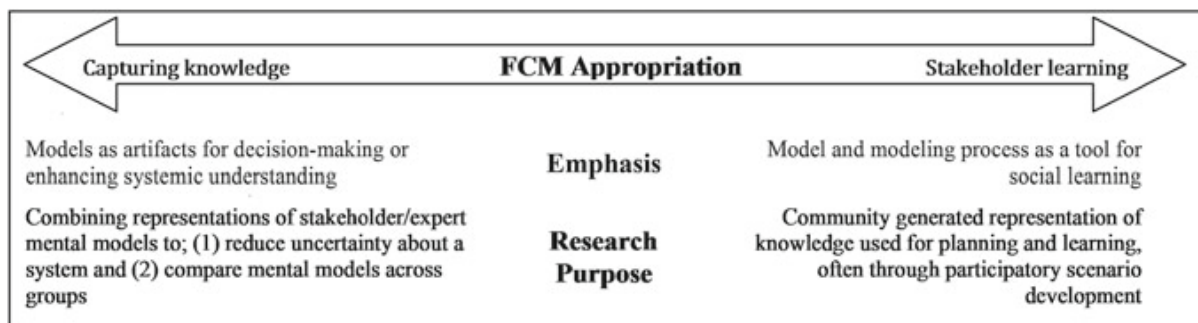 Capturing knowledge FCM Appropriation Stakeholder learning
Models as artifacts for decision-making or
enhancing systemic understanding
Emphasis
Model and modeling process as a tool for
social learning
Combining representations of stakeholder/expert
mental models to; (1) reduce uncertainty about a
system and (2) compare mental models across
groups
Research
Purpose
Community generated representation of
knowledge used for planning and learning,
often through participatory scenario
development